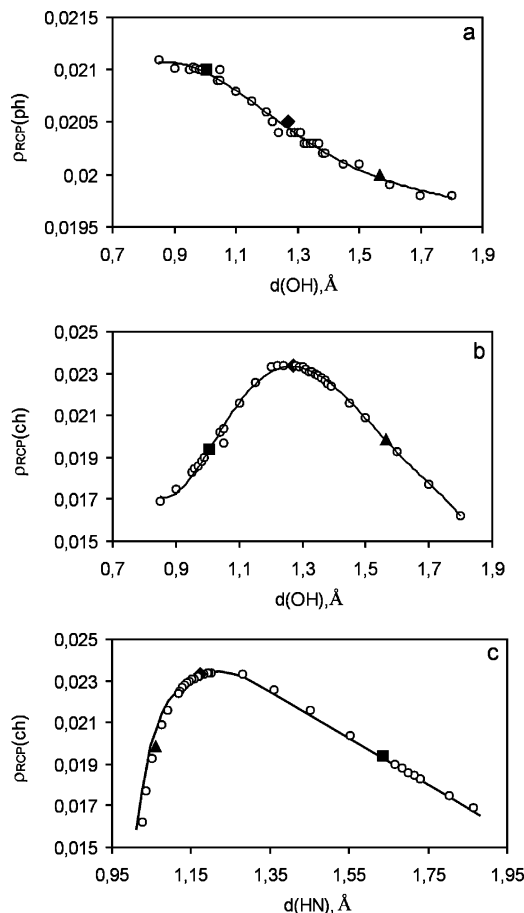 a
0,0215
0,021
0,0205
0,02
0,0195
ρRCP(ph)
0,7 0,9 1,1 1,3 1,5 1,7 1,9
d(OH),Å
b
0,025
0,023
0,021
0,019
0,017
0,015
ρRCP(ch)
0,7 0,9 1,1 1,3 1,5 1,7 1,9
d(OH),Å
c
0,025
0,023
0,021
0,019
0,017
0,015
ρRCP(ch)
0,95 1,15 1,35 1,55 1,75 1,95
d(HN),Å